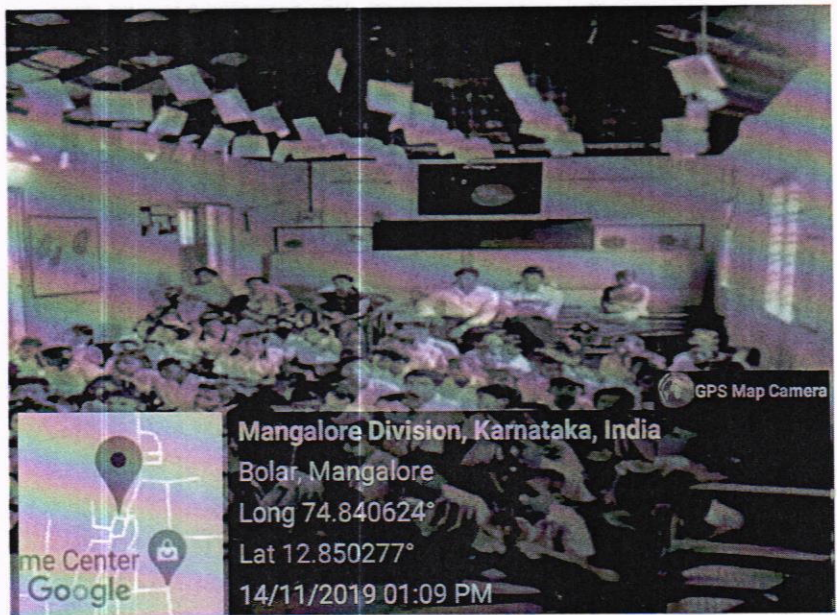 GPS Map Camera
Mangalore Division, Karnataka, India
Bolar, Mangalore
Long 74.840624°
Lat 12.850277°
14/11/2019 01:09 PM
me Center
Google